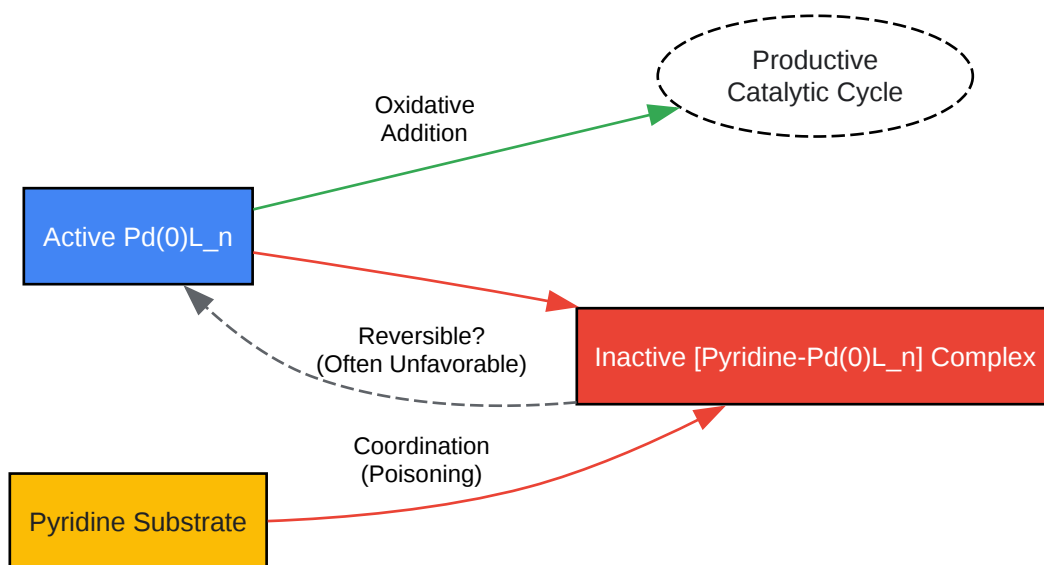 Productive
Catalytic Cycle
Oxidative
Addition
Active Pd(0)L_n
Reversible?
(Often Unfavorable)
Inactive [Pyridine-Pd(0)L_n] Complex
Coordination
(Poisoning)
Pyridine Substrate